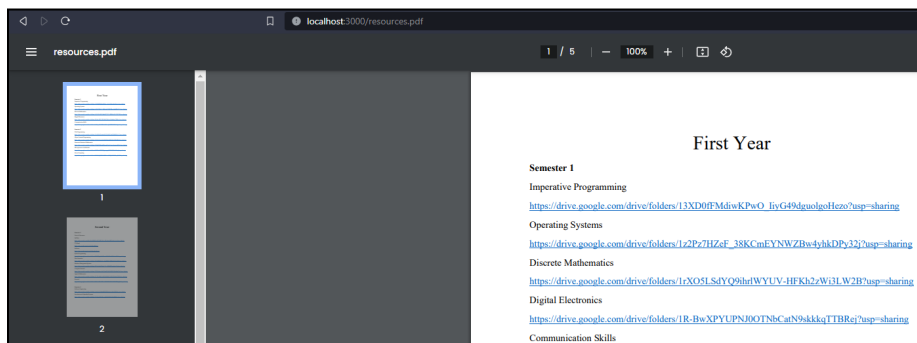 localhost:3000/resources.pdf
resources.pdf
1 / 5
100%
1
2
First Year
Semester 1
Imperative Programming
https://drive.google.com/drive/folders/13XD0fFMdiwKPwO_IiyG49dguolgoHezo?usp=sharing
Operating Systems
https://drive.google.com/drive/folders/1z2Pz7HZeF_38KCmEYNWZBw4yhkDPy32j?usp=sharing
Discrete Mathematics
https://drive.google.com/drive/folders/1rXO5LSdYQ9ihrlWYUV-HFKh2zWi3LW2B?usp=sharing
Digital Electronics
https://drive.google.com/drive/folders/1R-BwXPYUPNJ0OTNbCatN9skkkqTTBRej?usp=sharing
Communication Skills